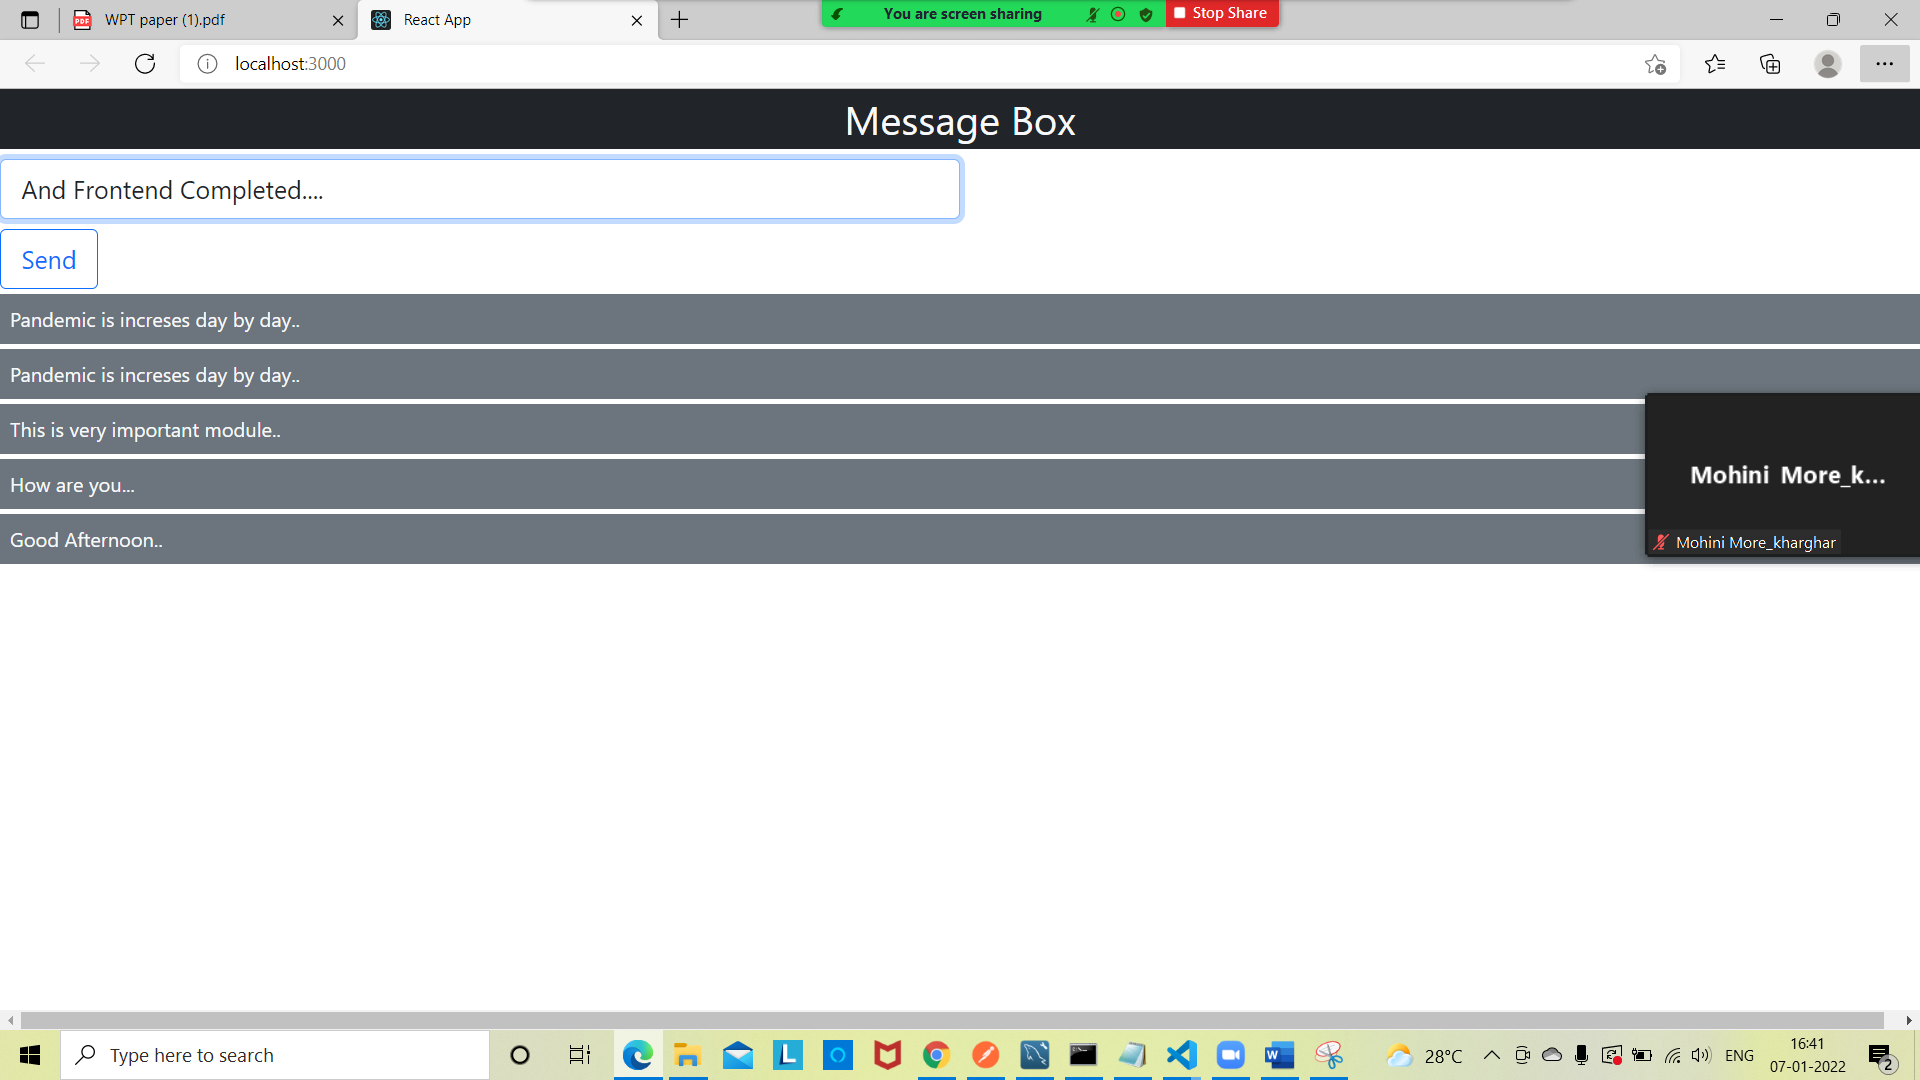 WPT paper (1).pdf
React App
You are screen sharing
Stop Share
localhost:3000
Message Box
And Frontend Completed....
Send
Pandemic is increses day by day..
Pandemic is increses day by day..
This is very important module..
How are you...
Good Afternoon..
Mohini More_k...
Mohini More_kharghar
Type here to search
28°C
ENG
16:41
07-01-2022
2